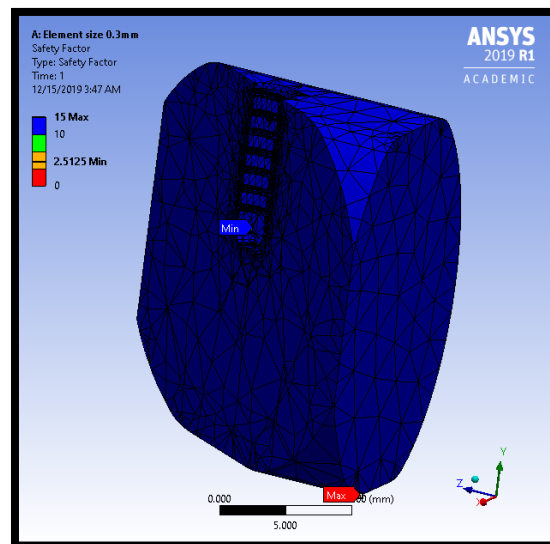 A: Element size 0.3mm
Safety Factor
Type: Safety Factor
Time: 1
12/15/2019 3:47 AM
15 Max
10
2.5125 Min
0
ANSYS
2019 R1
ACADEMIC
Min
Max
0.000
(mm)
5.000
Y
Z
X